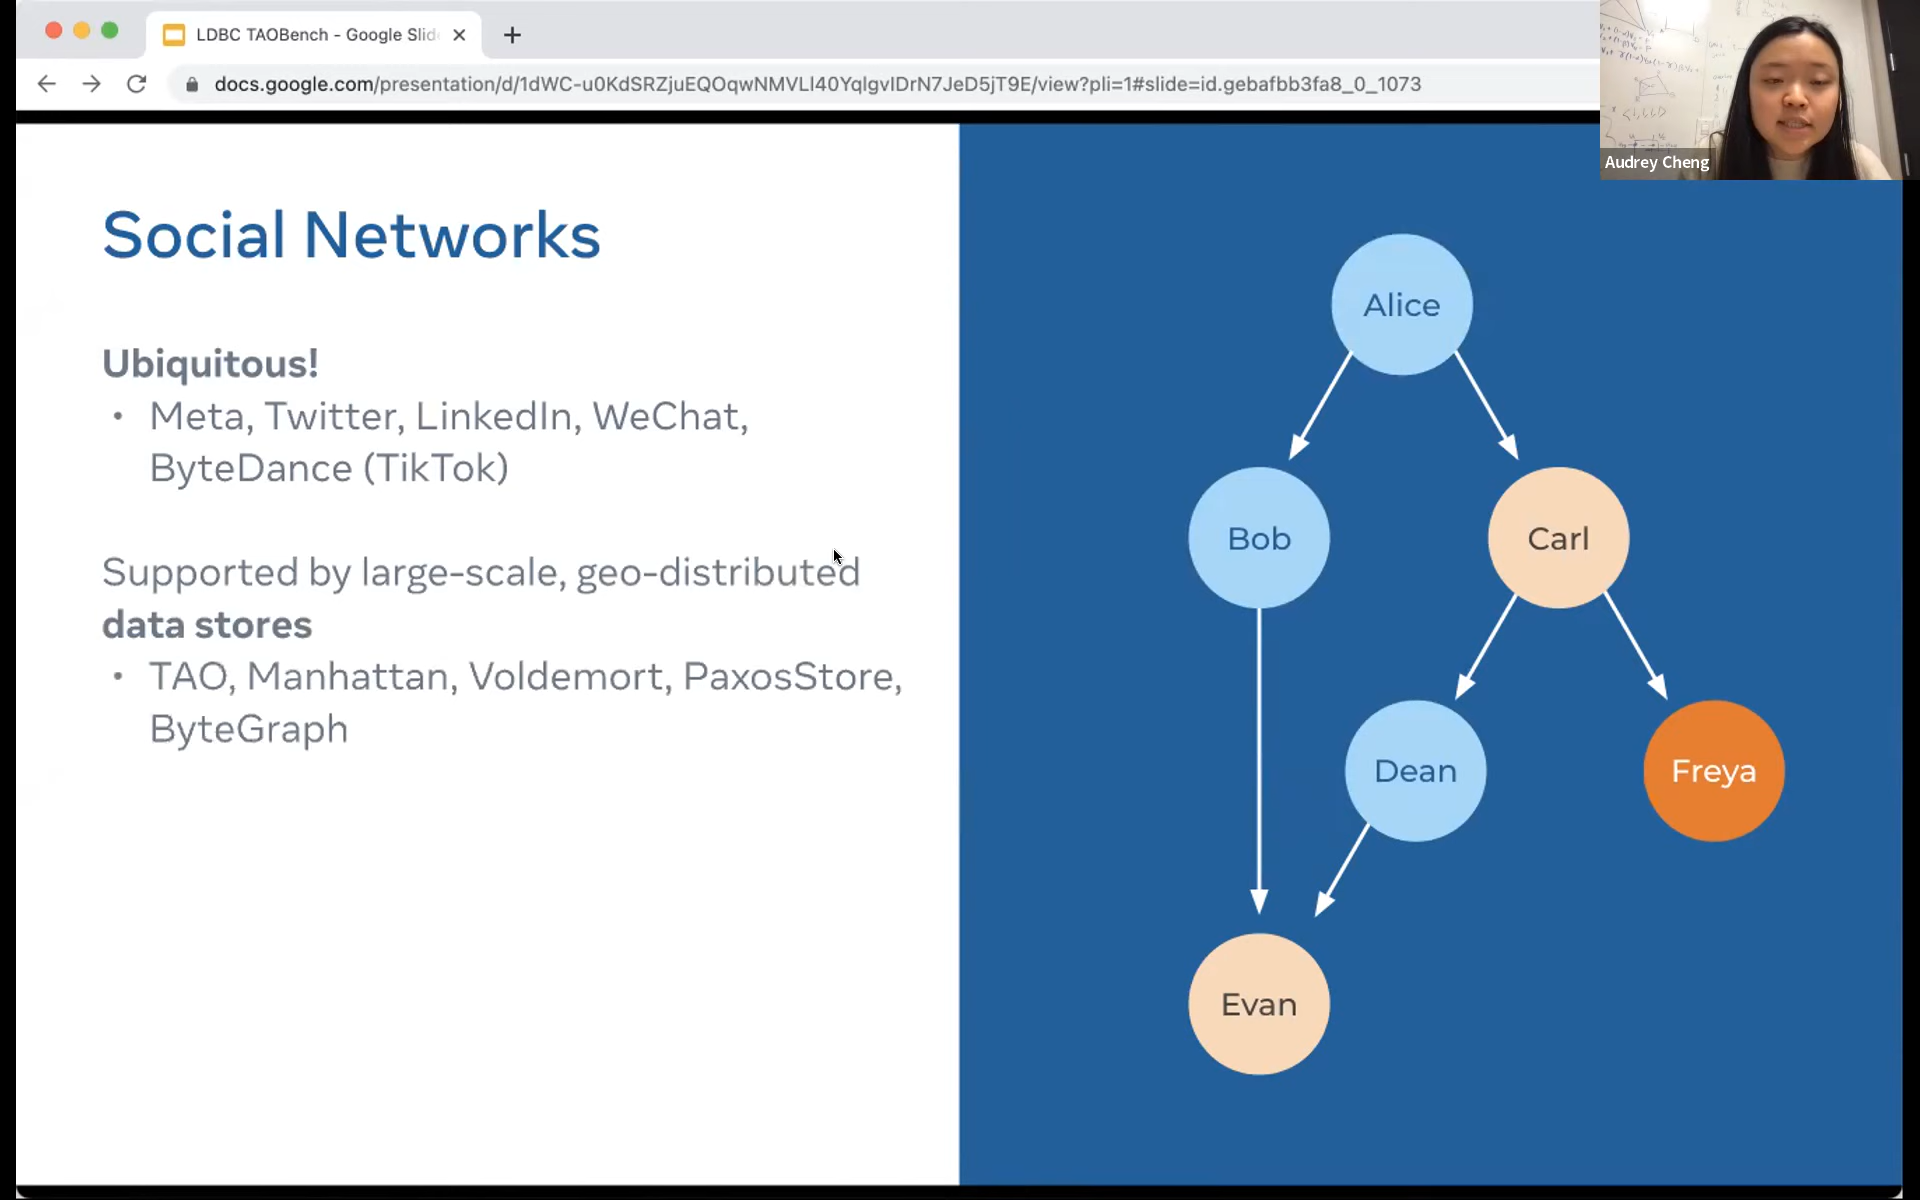 LDBC TAOBench - Google Slid
docs.google.com/presentation/d/1dWC-u0KdSRZjuEQOqwNMVLl40YqlgvlDrN7JeD5jT9E/view?pli=1#slide=id.gebafbb3fa8_0_1073
Audrey Cheng
Social Networks
Ubiquitous!
• Meta, Twitter, LinkedIn, WeChat,
ByteDance (TikTok)
Supported by large-scale, geo-distributed
data stores
• TAO, Manhattan, Voldemort, PaxosStore,
ByteGraph
Alice
Bob
Carl
Dean
Freya
Evan